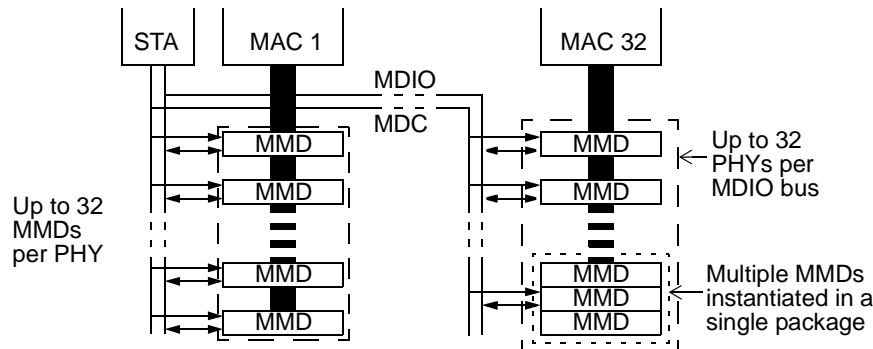 STA
MAC 1
MAC 32
MDIO
MDC
MMD
MMD
MMD
MMD
Up to 32
MMDs
per PHY
MMD
MMD
MMD
MMD
MMD
Up to 32
PHYs per
MDIO bus
Multiple MMDs
instantiated in a
single package